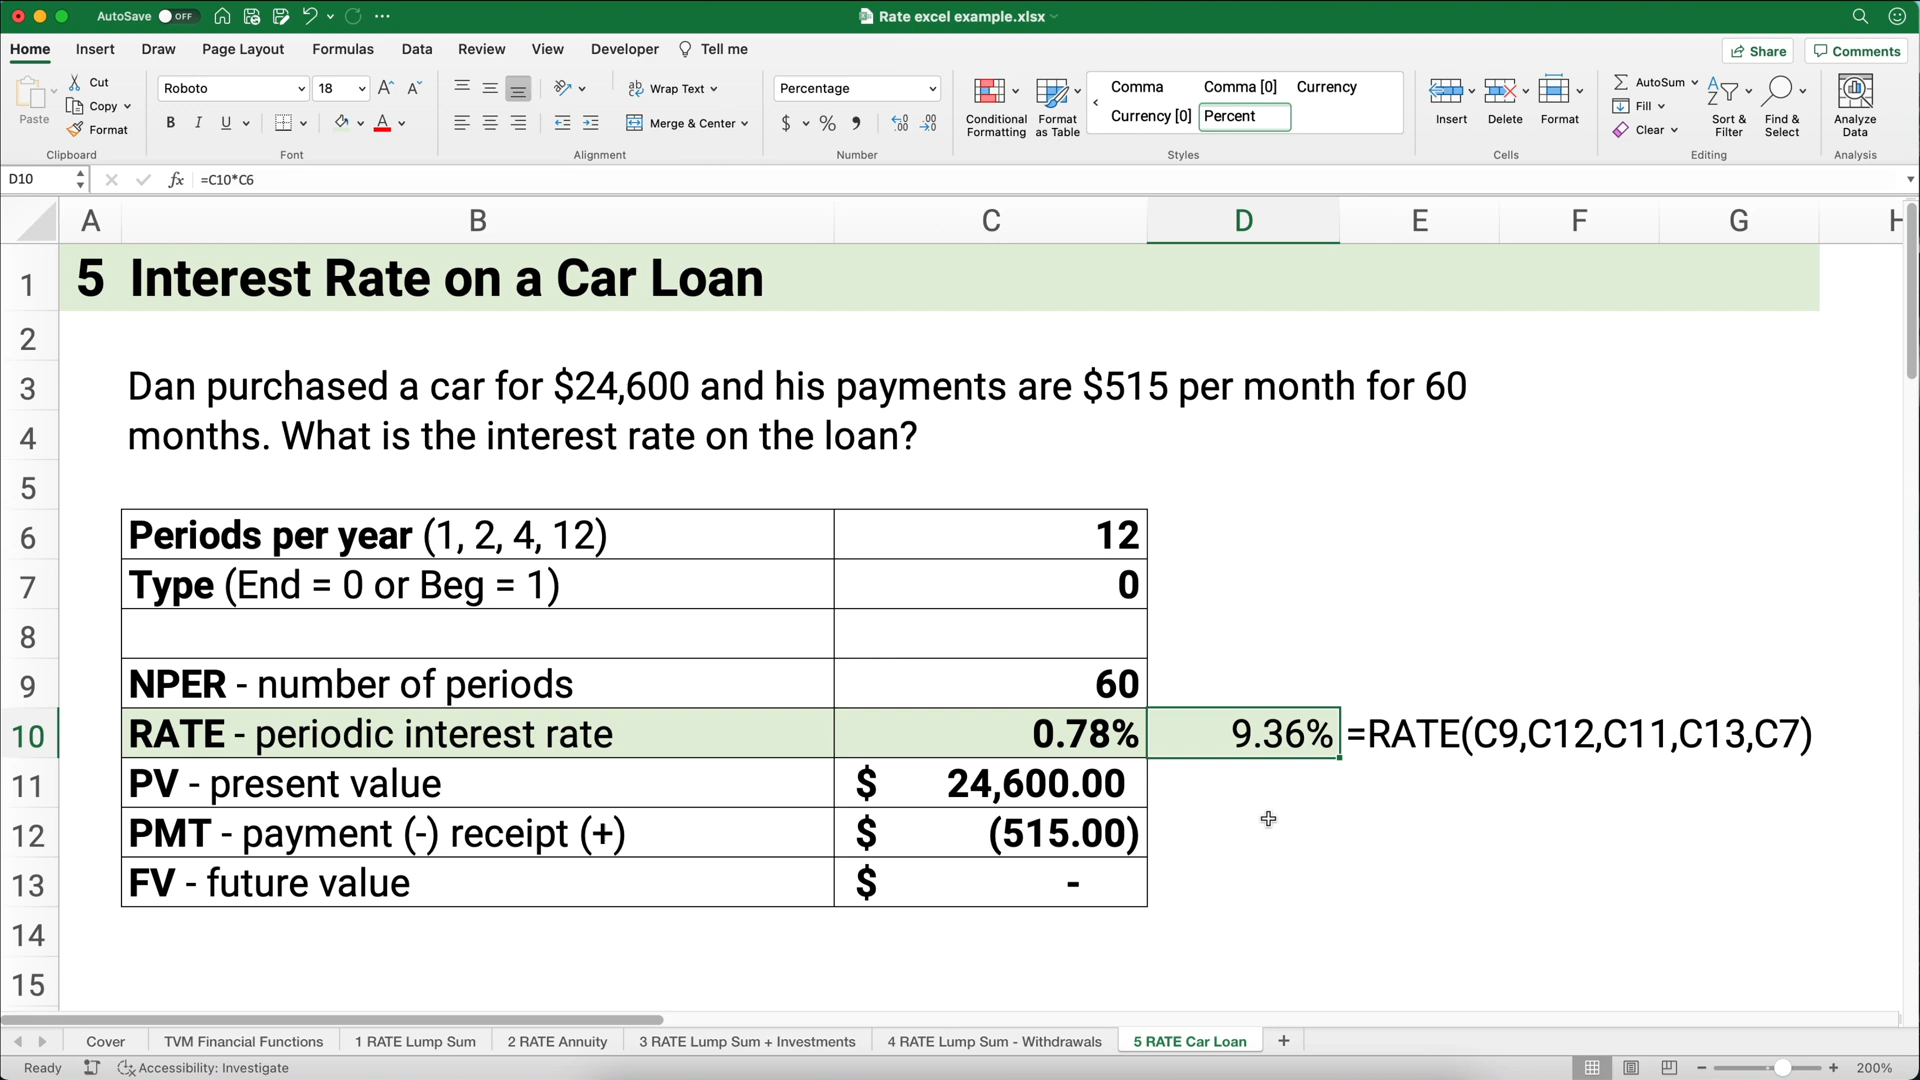 AutoSave OFF
Rate excel example.xlsx
Home Insert Draw Page Layout Formulas Data Review View Developer Tell me
Share Comments
Paste
Cut
Copy
Format
Clipboard
Roboto 18
B I U
Font
Wrap Text
Merge & Center
Alignment
Percentage
$ % ,
Number
Conditional Formatting
Format as Table
Comma Comma [0] Currency
Currency [0] Percent
Styles
Insert Delete Format
Cells
AutoSum
Fill
Clear
Sort & Filter
Find & Select
Editing
Analyze Data
Analysis
D10 fx =C10*C6
A B C D E F G H
1 5 Interest Rate on a Car Loan
2
3 Dan purchased a car for $24,600 and his payments are $515 per month for 60
4 months. What is the interest rate on the loan?
5
6 Periods per year (1, 2, 4, 12) 12
7 Type (End = 0 or Beg = 1) 0
8
9 NPER - number of periods 60
10 RATE - periodic interest rate 0.78% 9.36% =RATE(C9,C12,C11,C13,C7)
11 PV - present value $ 24,600.00
12 PMT - payment (-) receipt (+) $ (515.00)
13 FV - future value $ -
14
15
Cover TVM Financial Functions 1 RATE Lump Sum 2 RATE Annuity 3 RATE Lump Sum + Investments 4 RATE Lump Sum - Withdrawals 5 RATE Car Loan +
Ready Accessibility: Investigate 200%